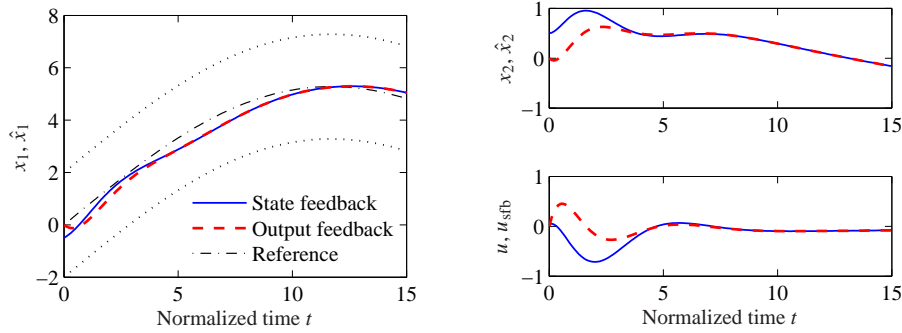 8
6
4
2
0
−2
x₁, x̂₁
State feedback
Output feedback
Reference
0 5 10 15
Normalized time t
1
0
−1
x₂, x̂₂
0 5 10 15
1
0
−1
u, u_sfb
0 5 10 15
Normalized time t